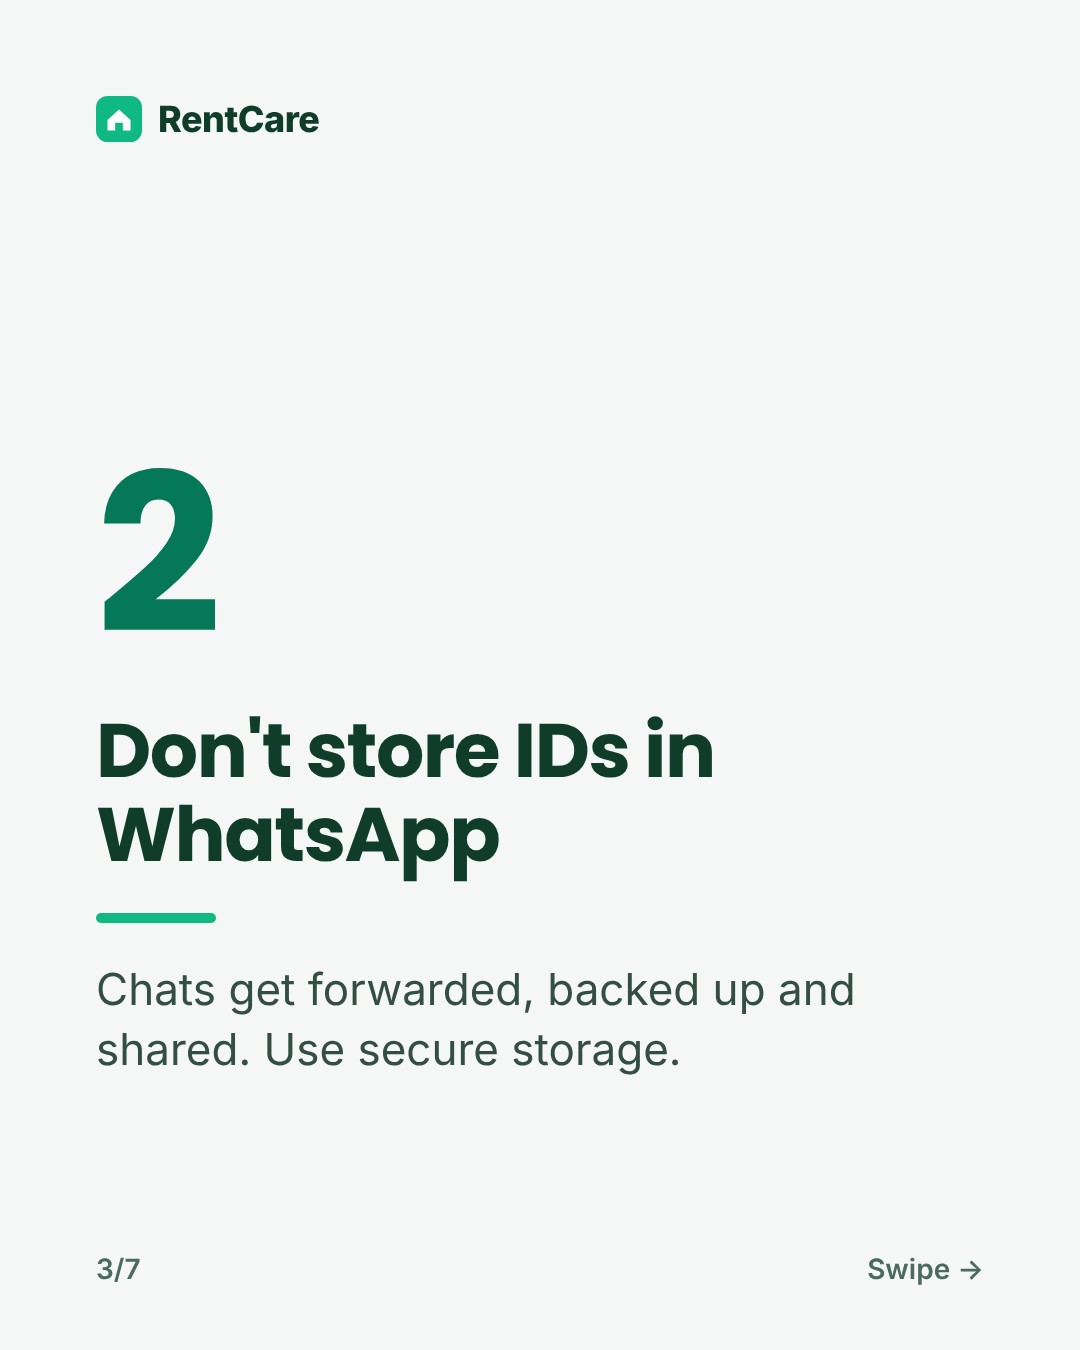 RentCare
2
Don't store IDs in
WhatsApp
Chats get forwarded, backed up and
shared. Use secure storage.
3/7
Swipe →